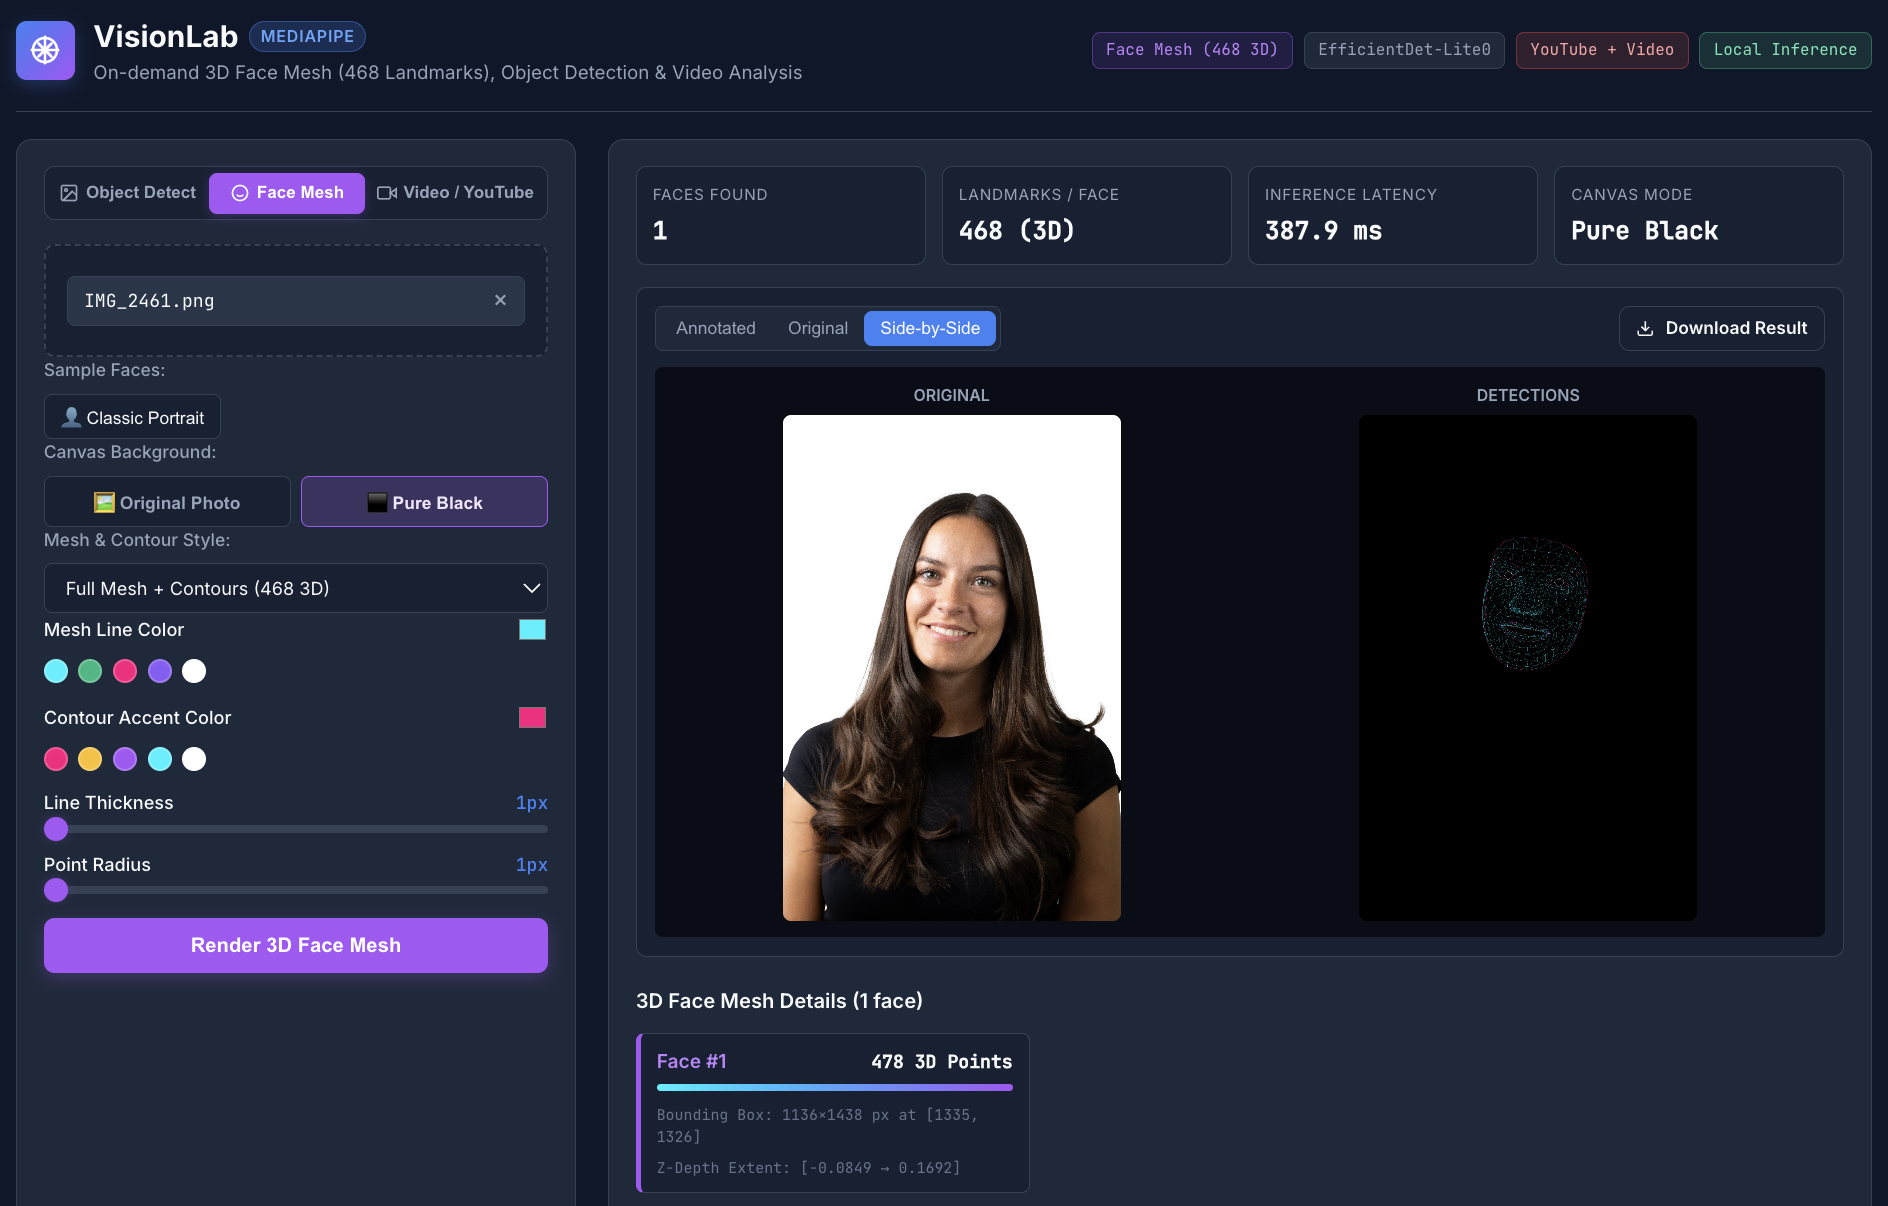 VisionLab MEDIAPIPE
On-demand 3D Face Mesh (468 Landmarks), Object Detection & Video Analysis
Face Mesh (468 3D) EfficientDet-Lite0 YouTube + Video Local Inference
Object Detect Face Mesh Video / YouTube
IMG_2461.png ×
Sample Faces:
Classic Portrait
Canvas Background:
Original Photo Pure Black
Mesh & Contour Style:
Full Mesh + Contours (468 3D)
Mesh Line Color
Contour Accent Color
Line Thickness 1px
Point Radius 1px
Render 3D Face Mesh
FACES FOUND
1
LANDMARKS / FACE
468 (3D)
INFERENCE LATENCY
387.9 ms
CANVAS MODE
Pure Black
Annotated Original Side-by-Side Download Result
ORIGINAL DETECTIONS
3D Face Mesh Details (1 face)
Face #1 478 3D Points
Bounding Box: 1136×1438 px at [1335,
1326]
Z-Depth Extent: [-0.0849 → 0.1692]